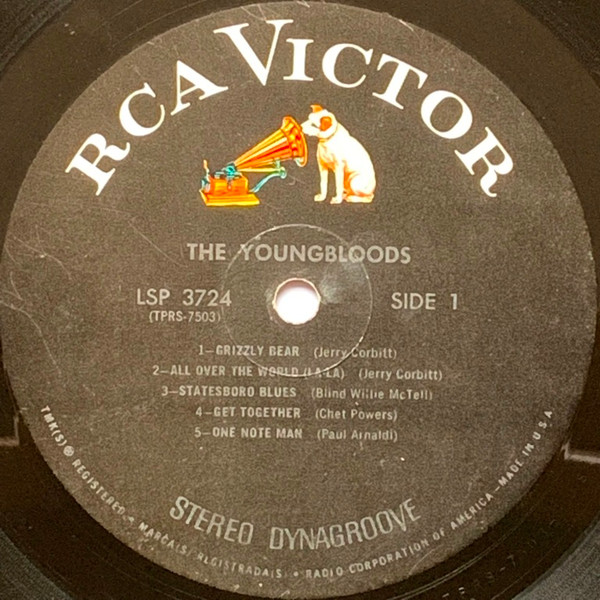 RCA VICTOR
THE YOUNGBLOODS
LSP 3724
(TPRS-7503)
SIDE 1
1—GRIZZLY BEAR (Jerry Corbitt)
2—ALL OVER THE WORLD (LA-LA) (Jerry Corbitt)
3—STATESBORO BLUES (Blind Willie McTell)
4—GET TOGETHER (Chet Powers)
5—ONE NOTE MAN (Paul Arnaldi)
STEREO DYNAGROOVE
TMK(S) ® REGISTERED • MARCA(S) REGISTRADA(S) • RADIO CORPORATION OF AMERICA—MADE IN U.S.A.